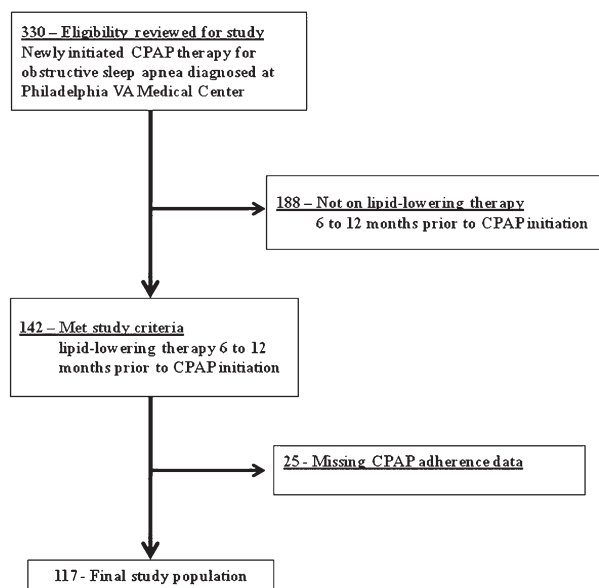 330 – Eligibility reviewed for study
Newly initiated CPAP therapy for
obstructive sleep apnea diagnosed at
Philadelphia VA Medical Center
188 – Not on lipid-lowering therapy
6 to 12 months prior to CPAP initiation
142 – Met study criteria
lipid-lowering therapy 6 to 12
months prior to CPAP initiation
25 - Missing CPAP adherence data
117 - Final study population